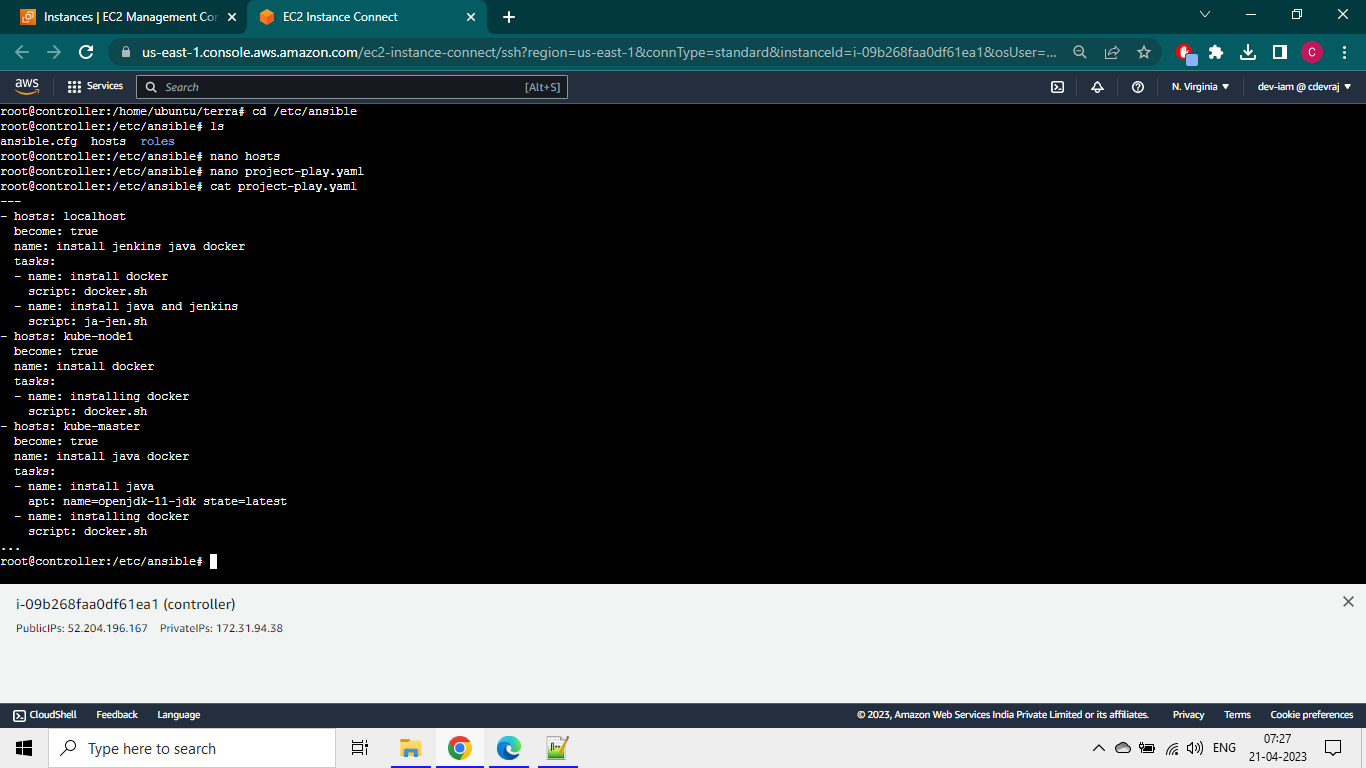 Instances | EC2 Management Con
EC2 Instance Connect
us-east-1.console.aws.amazon.com/ec2-instance-connect/ssh?region=us-east-1&connType=standard&instanceId=i-09b268faa0df61ea1&osUser=...
C
aws
Services
Search
[Alt+S]
N. Virginia
dev-iam @ cdevraj
root@controller:/home/ubuntu/terra# cd /etc/ansible
root@controller:/etc/ansible# ls
ansible.cfg  hosts  roles
root@controller:/etc/ansible# nano hosts
root@controller:/etc/ansible# nano project-play.yaml
root@controller:/etc/ansible# cat project-play.yaml
---
- hosts: localhost
  become: true
  name: install jenkins java docker
  tasks:
  - name: install docker
    script: docker.sh
  - name: install java and jenkins
    script: ja-jen.sh
- hosts: kube-node1
  become: true
  name: install docker
  tasks:
  - name: installing docker
    script: docker.sh
- hosts: kube-master
  become: true
  name: install java docker
  tasks:
  - name: install java
    apt: name=openjdk-11-jdk state=latest
  - name: installing docker
    script: docker.sh
...
root@controller:/etc/ansible#
i-09b268faa0df61ea1 (controller)
PublicIPs: 52.204.196.167    PrivateIPs: 172.31.94.38
CloudShell
Feedback
Language
© 2023, Amazon Web Services India Private Limited or its affiliates.
Privacy
Terms
Cookie preferences
Type here to search
ENG
07:27
21-04-2023